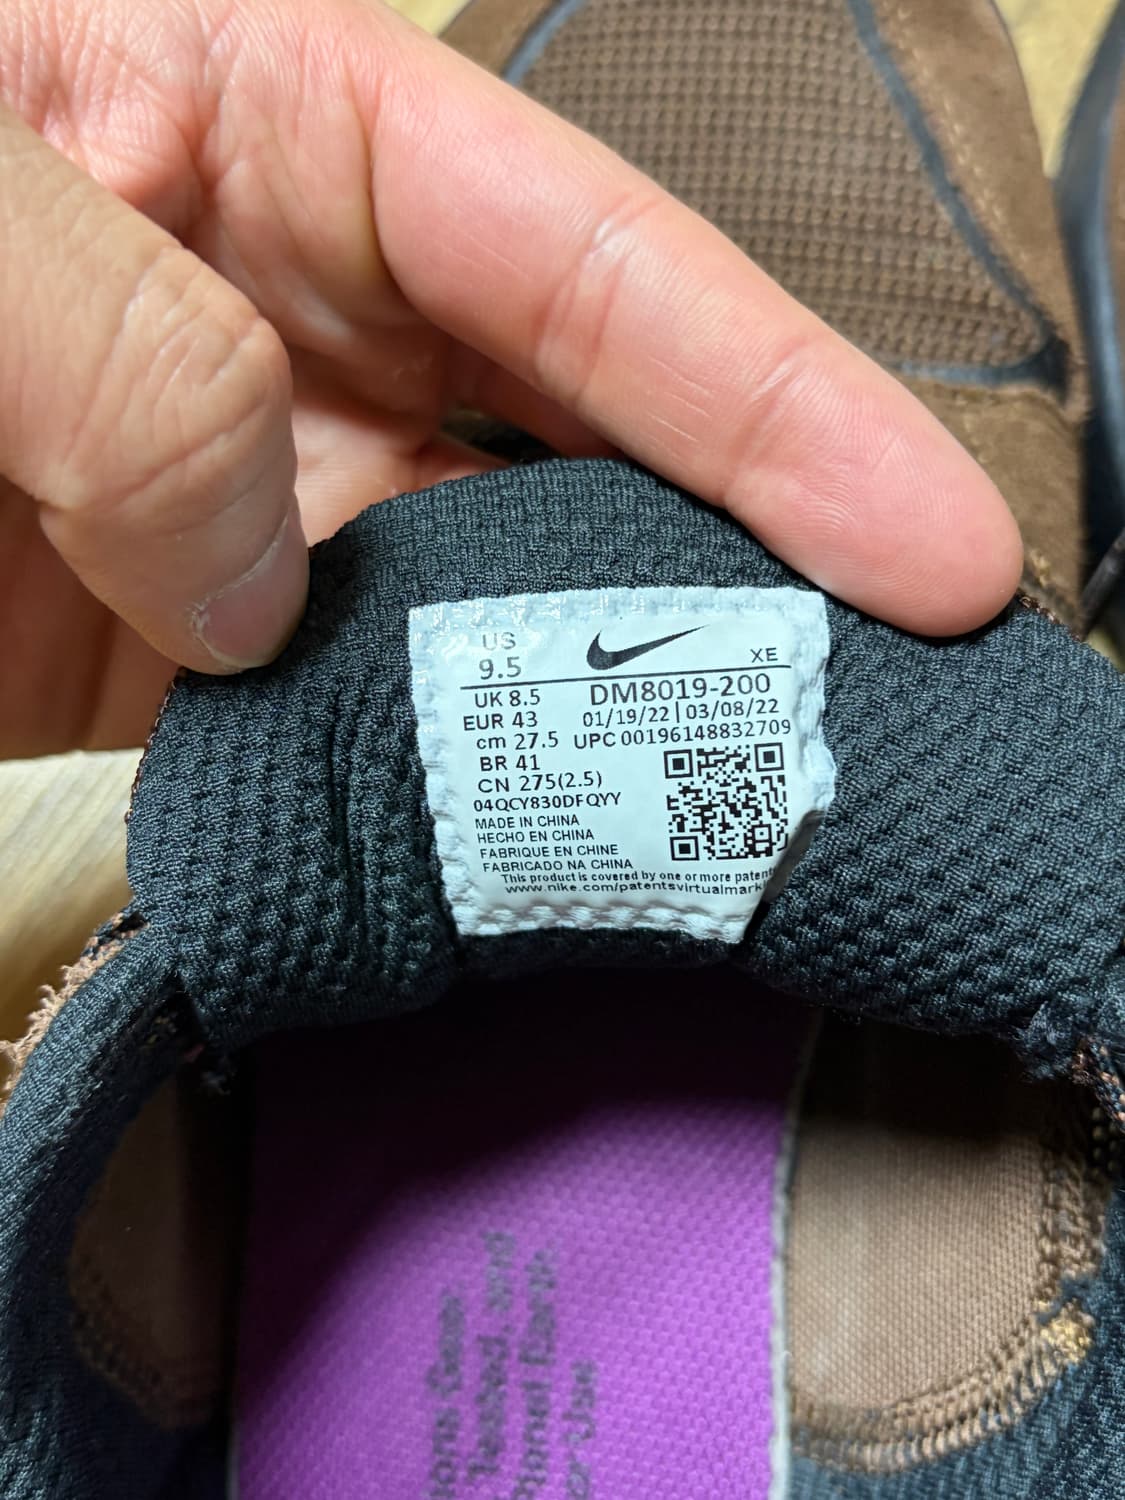 US
9.5
XE
UK 8.5
EUR 43
cm 27.5
BR 41
CN 275(2.5)
DM8019-200
01/19/22|03/08/22
UPC 00196148832709
04QCY830DFQYY
MADE IN CHINA
HECHO EN CHINA
FABRIQUE EN CHINE
FABRICADO NA CHINA
This product is covered by one or more
www.nike.com/
Tested, and